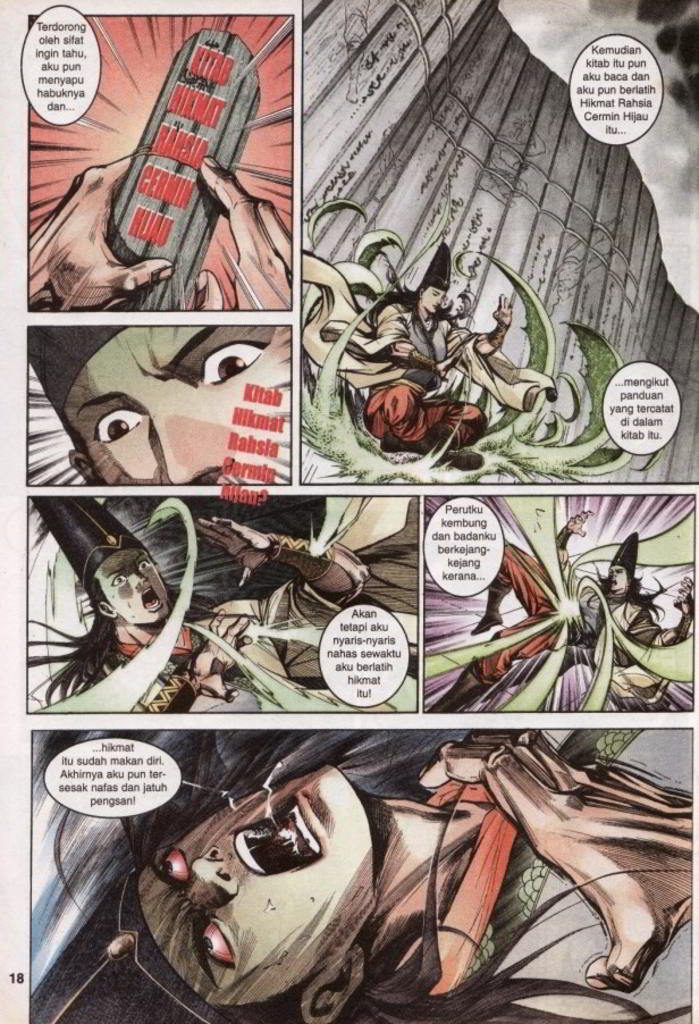 Terdorong
oleh sifat
ingin tahu,
aku pun
menyapu
habuknya
dan...
KITAB
HIKMAT
RAHSIA
CERMIN
HIJAU
Kemudian
kitab itu pun
aku baca dan
aku pun berlatih
Hikmat Rahsia
Cermin Hijau
itu...
...mengikut
panduan
yang tercatat
di dalam
kitab itu.
Kitab
Hikmat
Rahsia
Cermin
Hijau?
Akan
tetapi aku
nyaris-nyaris
nahas sewaktu
aku berlatih
hikmat
itu!
Perutku
kembung
dan badanku
berkejang-
kejang
kerana...
...hikmat
itu sudah makan diri.
Akhirnya aku pun ter-
sesak nafas dan jatuh
pengsan!
18